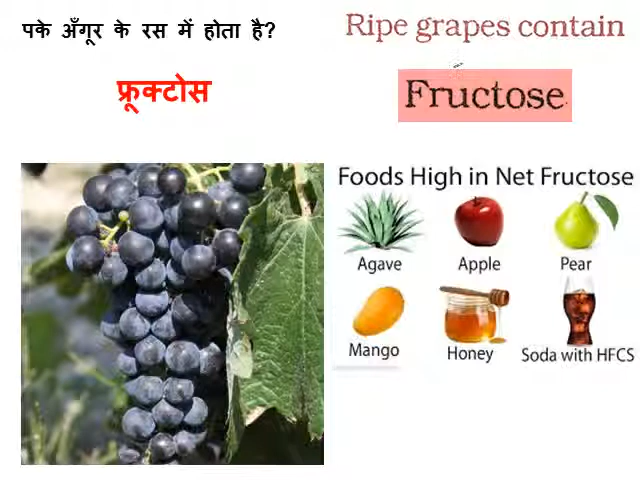 पके अँगूर के रस में होता है?
फ्रूक्टोस
Ripe grapes contain
Fructose.
Foods High in Net Fructose
Agave Apple Pear
Mango Honey Soda with HFCS